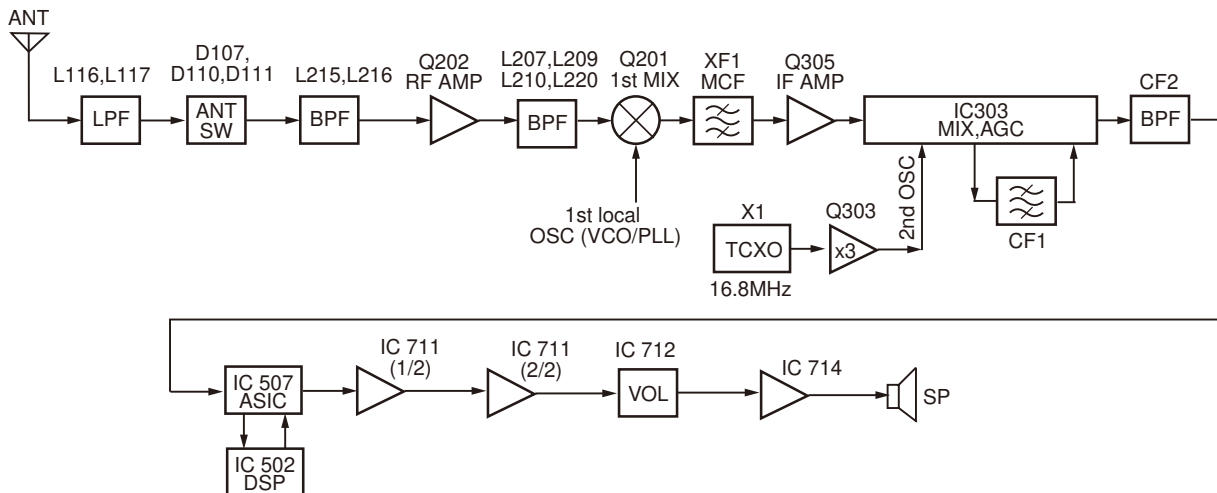 ANT
L116,L117
LPF
D107,
D110,D111
ANT
SW
L215,L216
BPF
Q202
RF AMP
L207,L209
L210,L220
BPF
Q201
1st MIX
1st local
OSC (VCO/PLL)
XF1
MCF
Q305
IF AMP
IC303
MIX,AGC
CF2
BPF
2nd OSC
CF1
X1
TCXO
16.8MHz
Q303
x3
IC 507
ASIC
IC 502
DSP
IC 711
(1/2)
IC 711
(2/2)
IC 712
VOL
IC 714
SP